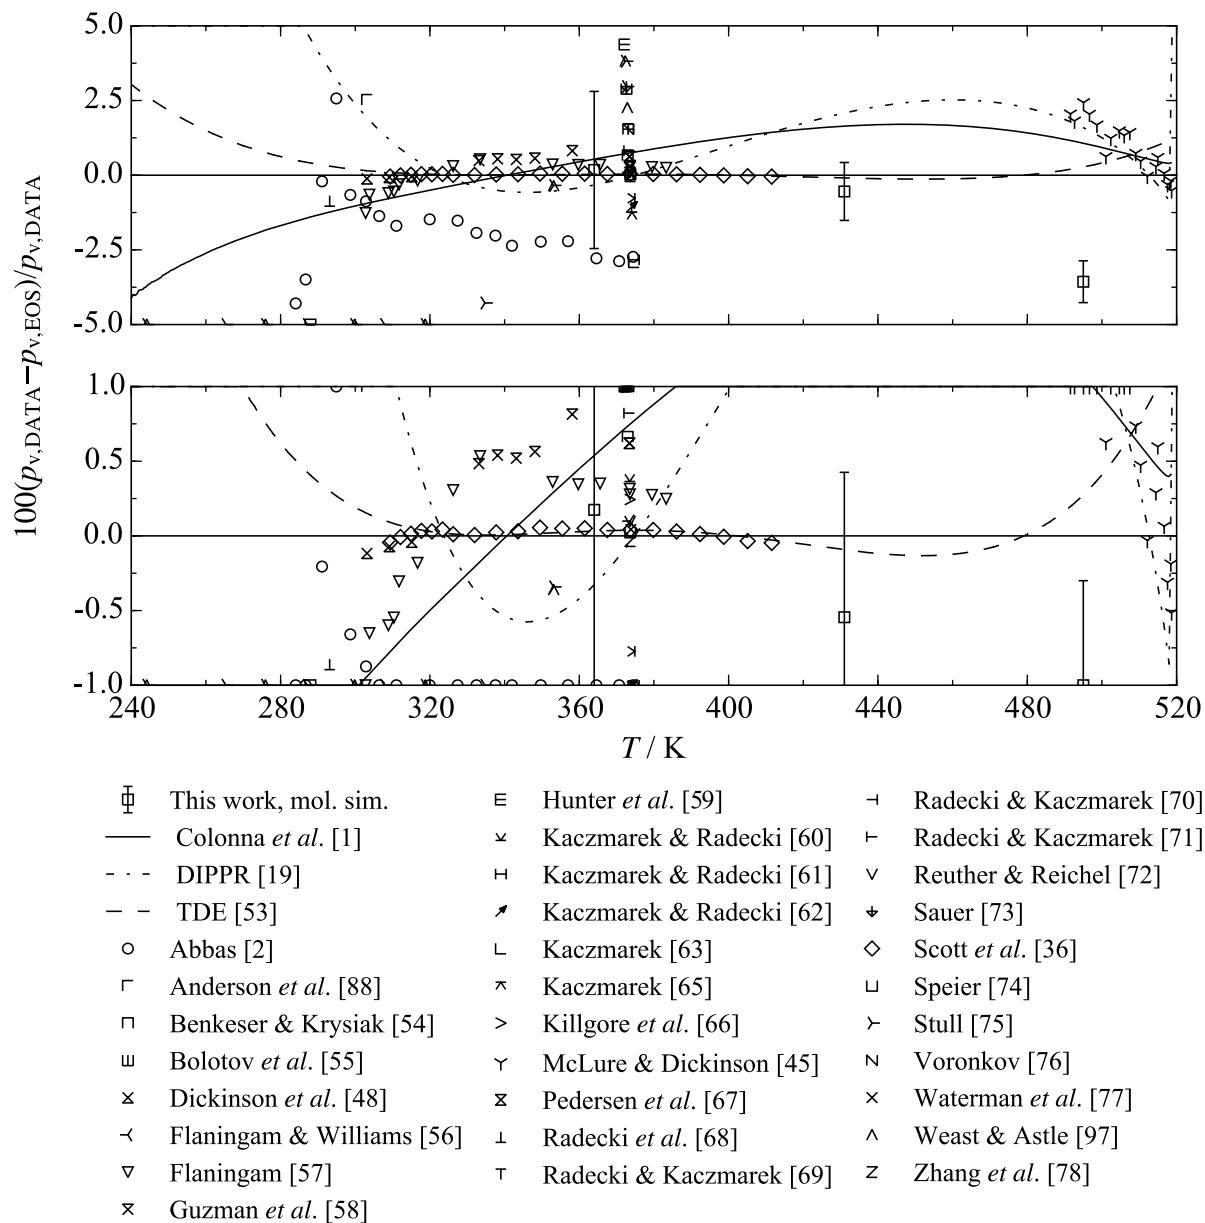 5.0
2.5
0.0
-2.5
-5.0
100(pv,DATA−pv,EOS)/pv,DATA
1.0
0.5
0.0
-0.5
-1.0
240 280 320 360 400 440 480 520
T / K
This work, mol. sim.
Colonna et al. [1]
DIPPR [19]
TDE [53]
Abbas [2]
Anderson et al. [88]
Benkeser & Krysiak [54]
Bolotov et al. [55]
Dickinson et al. [48]
Flaningam & Williams [56]
Flaningam [57]
Guzman et al. [58]
Hunter et al. [59]
Kaczmarek & Radecki [60]
Kaczmarek & Radecki [61]
Kaczmarek & Radecki [62]
Kaczmarek [63]
Kaczmarek [65]
Killgore et al. [66]
McLure & Dickinson [45]
Pedersen et al. [67]
Radecki et al. [68]
Radecki & Kaczmarek [69]
Radecki & Kaczmarek [70]
Radecki & Kaczmarek [71]
Reuther & Reichel [72]
Sauer [73]
Scott et al. [36]
Speier [74]
Stull [75]
Voronkov [76]
Waterman et al. [77]
Weast & Astle [97]
Zhang et al. [78]